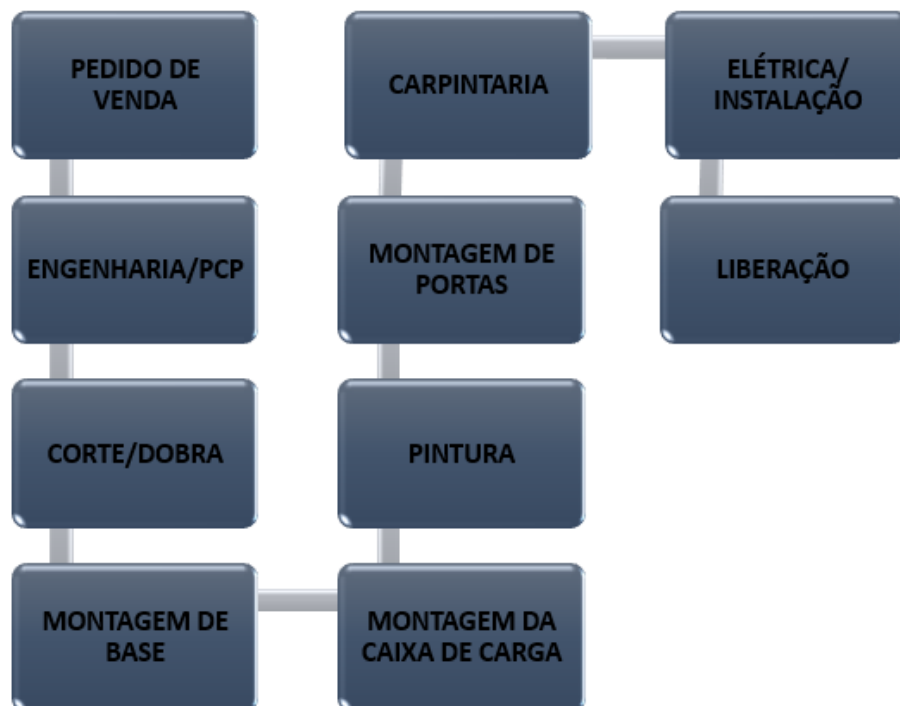 PEDIDO DE
VENDA
ENGENHARIA/PCP
CORTE/DOBRA
MONTAGEM DE
BASE
MONTAGEM DA
CAIXA DE CARGA
PINTURA
MONTAGEM DE
PORTAS
CARPINTARIA
ELÉTRICA/
INSTALAÇÃO
LIBERAÇÃO